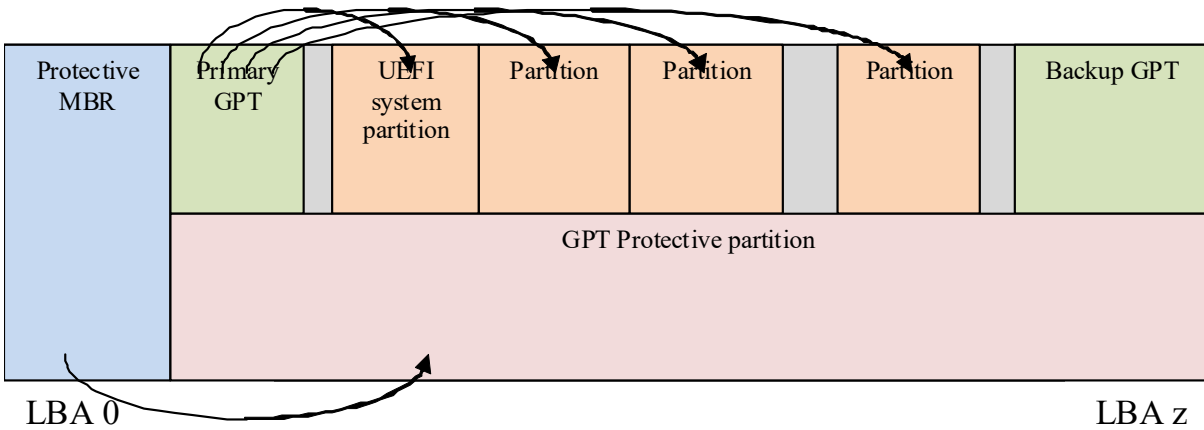 Protective
MBR
Primary
GPT
UEFI
system
partition
Partition
Partition
Partition
Backup GPT
GPT Protective partition
LBA 0
LBA z